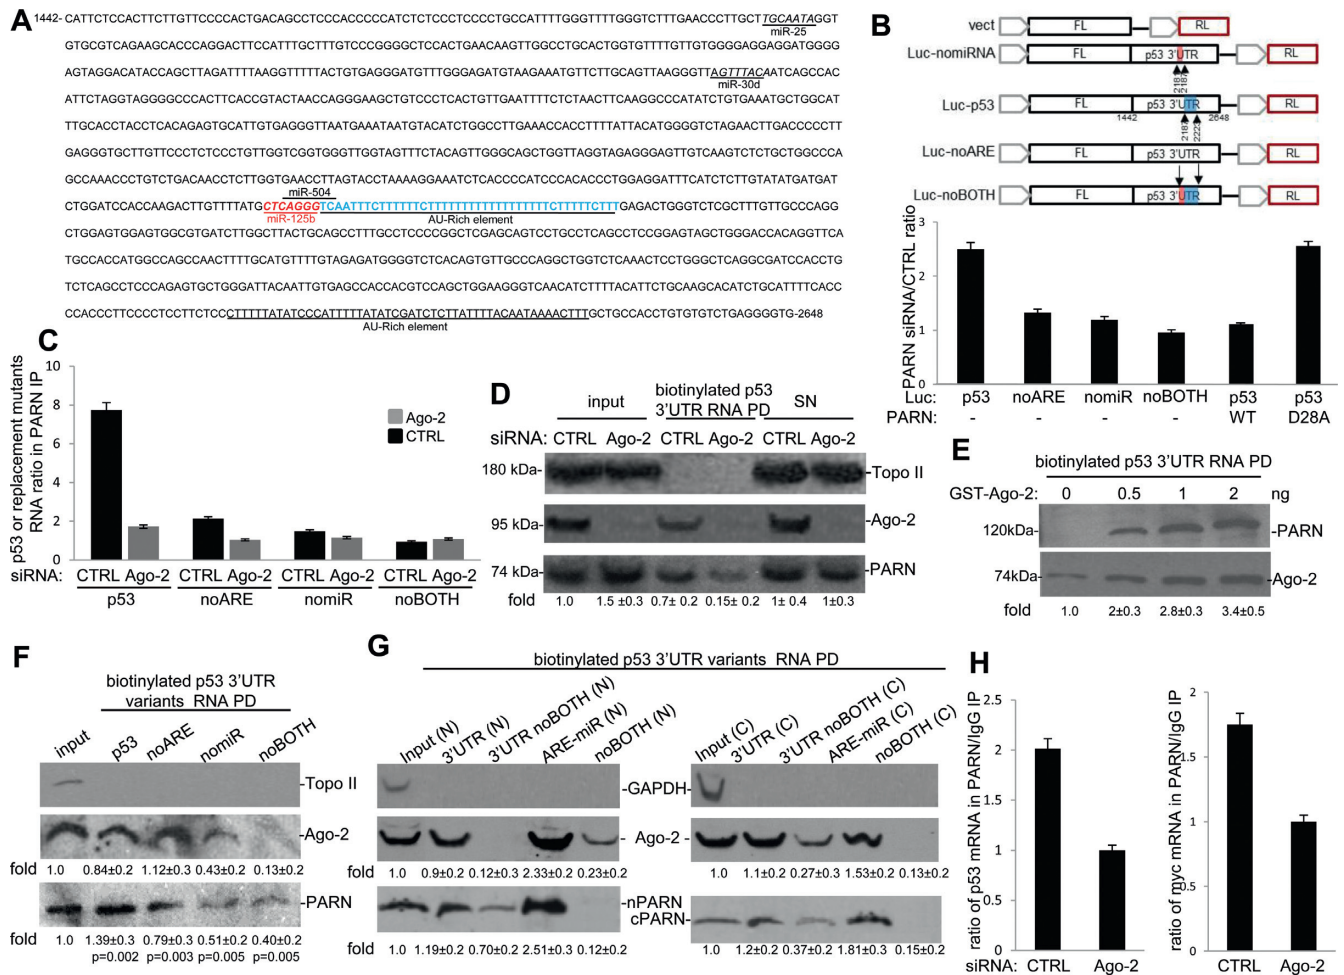 A
1442-CATTCTCCACTTCTTGTTCCCCACTGACAGCCTCCCACCCCCATCTCTCCCTCCCCTGCCATTTTGGGTTTTGGGTCTTTGAACCCTTGCTTGCAATAGGT
miR-25
GTGCGTCAGAAGCACCCAGGACTTCCATTTGCTTTGTCCCGGGGCTCCACTGAACAAGTTGGCCTGCACTGGTGTTTTGTTGTGGGGAGGAGGATGGGG
AGTAGGACATACCAGCTTAGATTTTAAGGTTTTTACTGTGAGGGATGTTTGGGAGATGTAAGAAATGTTCTTGCAGTTAAGGGTTAGTTTACAATCAGCCAC
miR-30d
ATTCTAGGTAGGGGCCCACTTCACCGTACTAACCAGGGAAGCTGTCCCTCACTGTTGAATTTTCTCTAACTTCAAGGCCCATATCTGTGAAATGCTGGCAT
TTGCACCTACCTCACAGAGTGCATTGTGAGGGTTAATGAAATAATGTACATCTGGCCTTGAAACCACCTTTTATTACATGGGGTCTAGAACTTGACCCCCTT
GAGGGTGCTTGTTCCCTCTCCCTGTTGGTCGGTGGGTTGGTAGTTTCTACAGTTGGGCAGCTGGTTAGGTAGAGGGAGTTGTCAAGTCTCTGCTGGCCCA
GCCAAACCCTGTCTGACAACCTCTTGGTGAACCTTAGTACCTAAAAGGAAATCTCACCCCATCCCACACCCTGGAGGATTTCATCTCTTGTATATGATGAT
miR-504
CTGGATCCACCAAGACTTGTTTTATGCTCAGGGTCAATTTCTTTTTTCTTTTTTTTTTTTTTTTTTCTTTTTCTTTGAGACTGGGTCTCGCTTTGTTGCCCAGG
miR-125b
AU-Rich element
CTGGAGTGGAGTGGCGTGATCTTGGCTTACTGCAGCCTTTGCCTCCCCGGCTCGAGCAGTCCTGCCTCAGCCTCCGGAGTAGCTGGGACCACAGGTTCA
TGCCACCATGGCCAGCCAACTTTTGCATGTTTTGTAGAGATGGGGTCTCACAGTGTTGCCCAGGCTGGTCTCAAACTCCTGGGCTCAGGCGATCCACCTG
TCTCAGCCTCCCAGAGTGCTGGGATTACAATTGTGAGCCACCACGTCCAGCTGGAAGGGTCAACATCTTTTACATTCTGCAAGCACATCTGCATTTTCACC
CCACCCTTCCCCTCCTTCTCCCTTTTTATATCCCATTTTTATATCGATCTCTTATTTTACAATAAAACTTTGCTGCCACCTGTGTGTCTGAGGGGTG-2648
AU-Rich element
B
vect FL RL
Luc-nomiRNA FL p53 3'UTR RL
2187
Luc-p53 FL p53 3'UTR RL
1442 2648
2187 2223
Luc-noARE FL p53 3'UTR RL
Luc-noBOTH FL p53 3'UTR RL
PARN siRNA/CTRL ratio
3
2
1
0
Luc: p53 noARE nomiR noBOTH p53 p53
PARN: - - - - WT D28A
C
p53 or replacement mutants
RNA ratio in PARN IP
10
8
6
4
2
0
Ago-2
CTRL
siRNA: CTRL Ago-2 CTRL Ago-2 CTRL Ago-2 CTRL Ago-2
p53 noARE nomiR noBOTH
D
input biotinylated p53 3'UTR RNA PD SN
siRNA: CTRL Ago-2 CTRL Ago-2 CTRL Ago-2
180 kDa- -Topo II
95 kDa- -Ago-2
74 kDa- -PARN
fold 1.0 1.5 ±0.3 0.7± 0.2 0.15± 0.2 1± 0.4 1±0.3
E
biotinylated p53 3'UTR RNA PD
GST-Ago-2: 0 0.5 1 2 ng
120kDa- -PARN
74kDa- -Ago-2
fold 1.0 2±0.3 2.8±0.3 3.4±0.5
F
biotinylated p53 3'UTR
variants RNA PD
input p53 noARE nomiR noBOTH
-Topo II
-Ago-2
fold 1.0 0.84±0.2 1.12±0.3 0.43±0.2 0.13±0.2
-PARN
fold 1.0 1.39±0.3 0.79±0.3 0.51±0.2 0.40±0.2
p=0.002 p=0.003 p=0.005 p=0.005
G
biotinylated p53 3'UTR variants RNA PD
Input (N) 3'UTR (N) 3'UTR noBOTH (N) ARE-miR (N) noBOTH (N)
Input (C) 3'UTR (C) 3'UTR noBOTH (C) ARE-miR (C) noBOTH (C)
-GAPDH-
- Ago-2 -
fold 1.0 0.9±0.2 0.12±0.3 2.33±0.2 0.23±0.2 1.0 1.1±0.2 0.27±0.3 1.53±0.2 0.13±0.2
-nPARN
cPARN-
fold 1.0 1.19±0.2 0.70±0.2 2.51±0.3 0.12±0.2 1.0 1.2±0.2 0.37±0.2 1.81±0.3 0.15±0.2
H
ratio of p53 mRNA in PARN/IgG IP
2.5
2
1.5
1
0.5
0
ratio of myc mRNA in PARN/IgG IP
2
1.5
1
0.5
0
siRNA: CTRL Ago-2 CTRL Ago-2